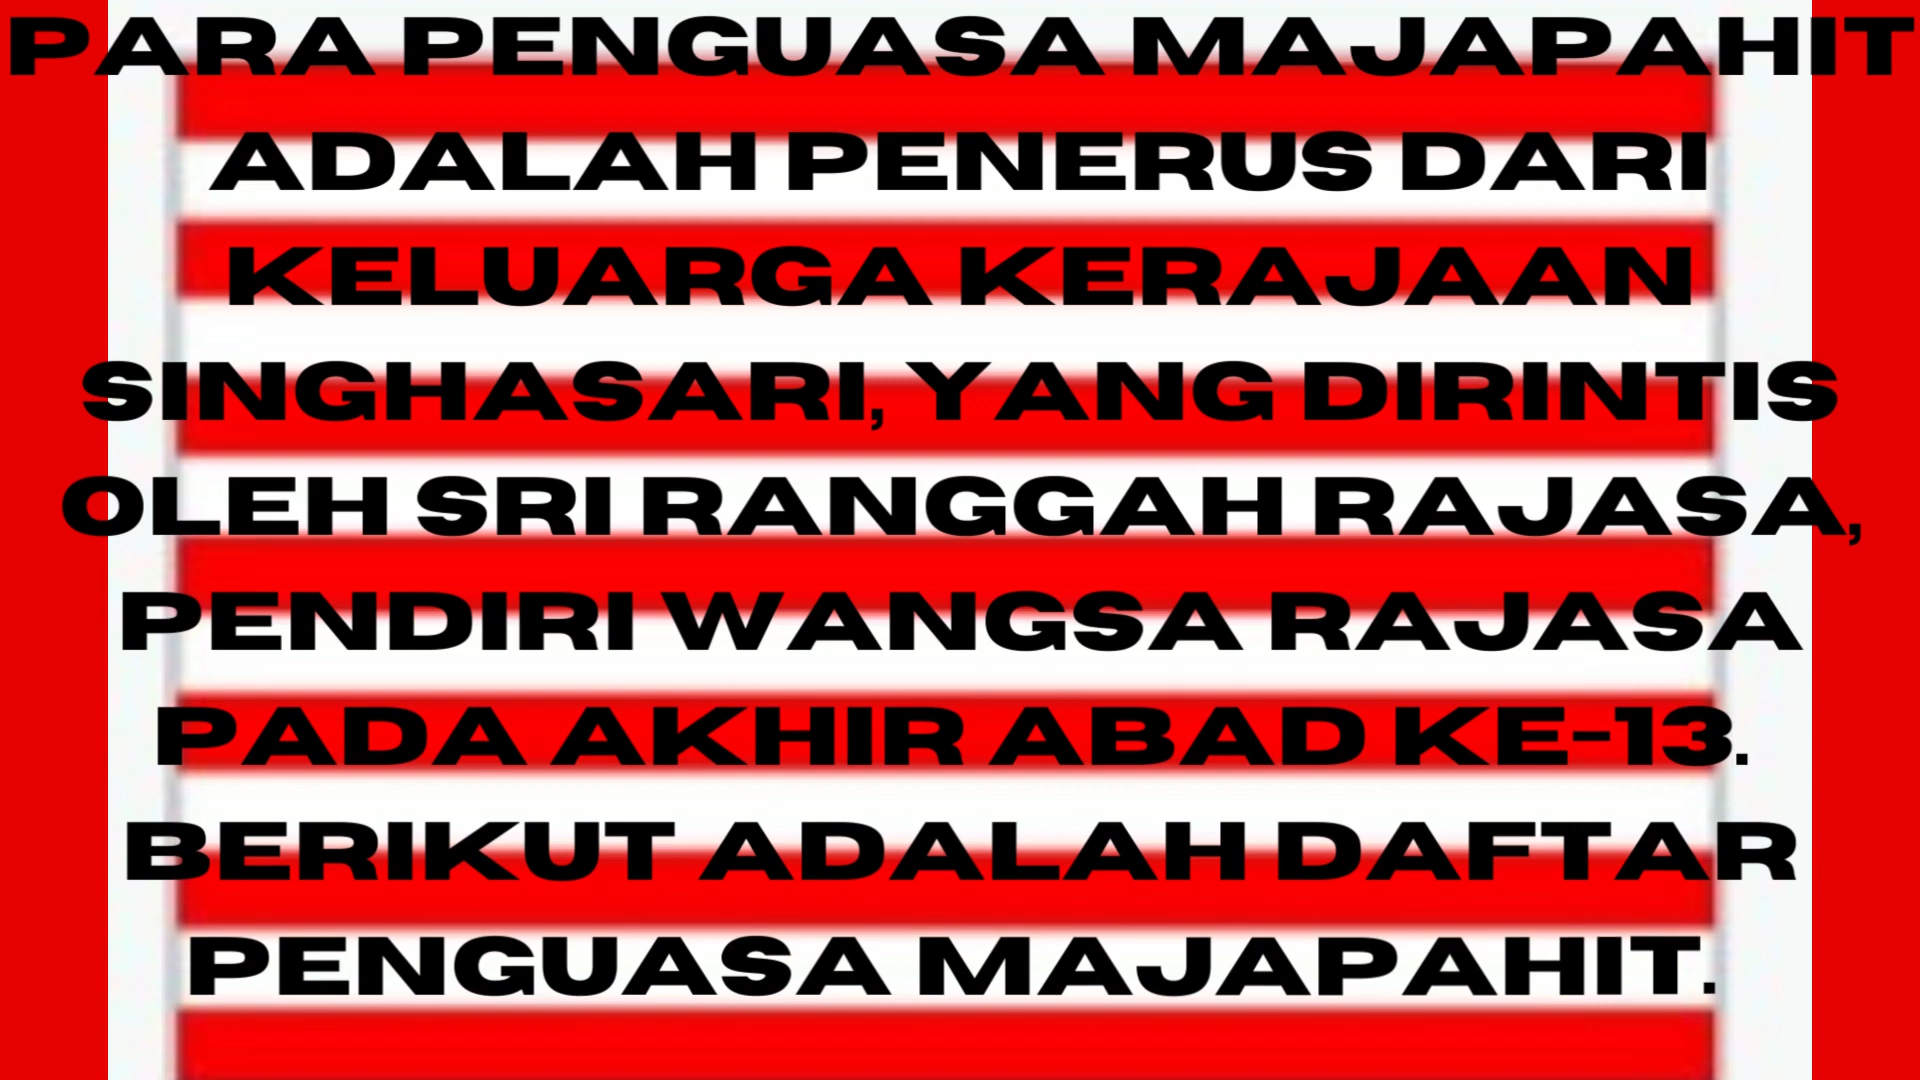 PARA PENGUASA MAJAPAHIT
ADALAH PENERUS DARI
KELUARGA KERAJAAN
SINGHASARI, YANG DIRINTIS
OLEH SRI RANGGAH RAJASA,
PENDIRI WANGSA RAJASA
PADA AKHIR ABAD KE-13.
BERIKUT ADALAH DAFTAR
PENGUASA MAJAPAHIT.